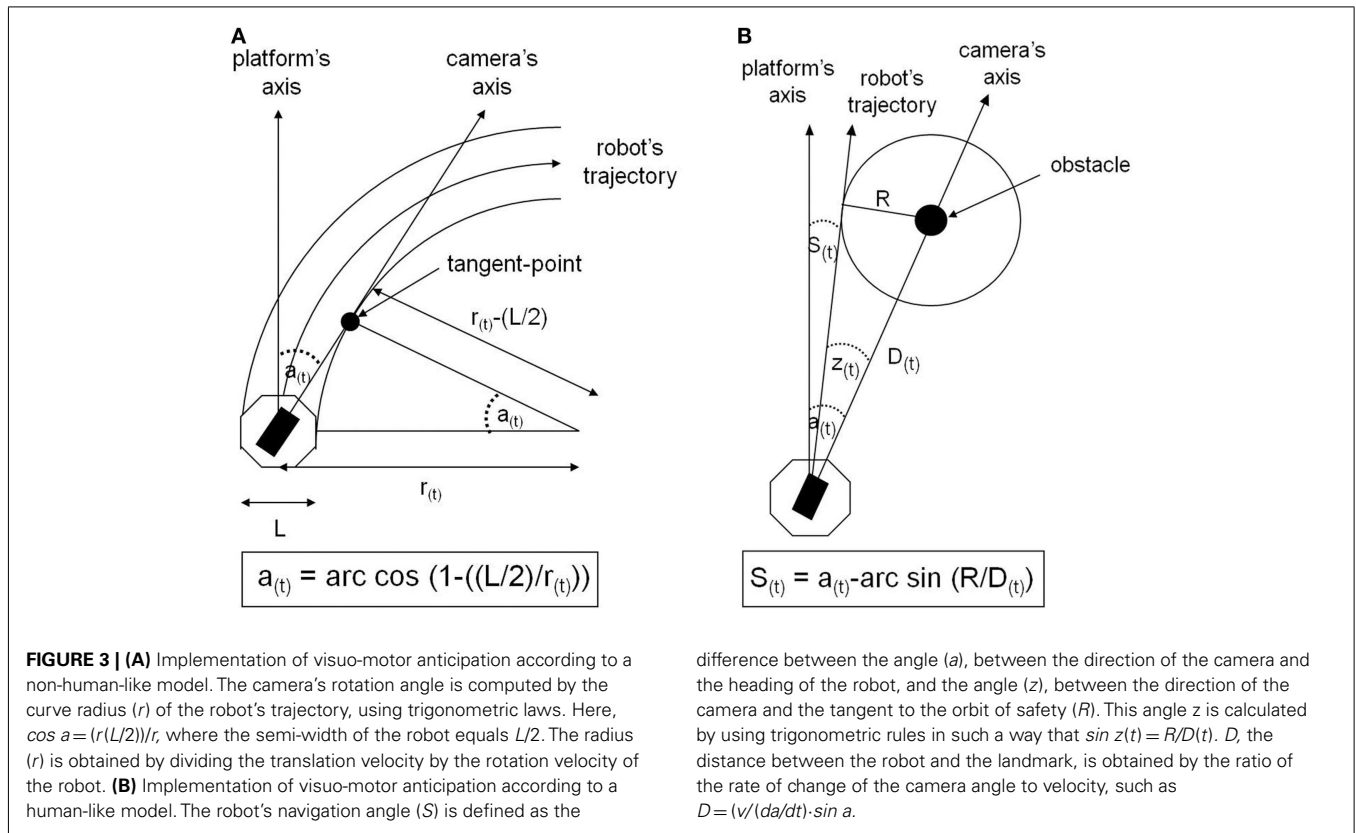 A
platform's
axis
camera's
axis
robot's
trajectory
tangent-point
r(t)-(L/2)
a(t)
a(t)
r(t)
L
a(t) = arc cos (1-((L/2)/r(t)))
B
platform's
axis
robot's
trajectory
camera's
axis
obstacle
R
S(t)
z(t)
D(t)
a(t)
S(t) = a(t)-arc sin (R/D(t))
FIGURE 3 | (A) Implementation of visuo-motor anticipation according to a
non-human-like model. The camera's rotation angle is computed by the
curve radius (r) of the robot's trajectory, using trigonometric laws. Here,
cos a = (r(L/2))/r, where the semi-width of the robot equals L/2. The radius
(r) is obtained by dividing the translation velocity by the rotation velocity of
the robot. (B) Implementation of visuo-motor anticipation according to a
human-like model. The robot's navigation angle (S) is defined as the
difference between the angle (a), between the direction of the camera and
the heading of the robot, and the angle (z), between the direction of the
camera and the tangent to the orbit of safety (R). This angle z is calculated
by using trigonometric rules in such a way that sin z(t) = R/D(t). D, the
distance between the robot and the landmark, is obtained by the ratio of
the rate of change of the camera angle to velocity, such as
D = (v/(da/dt)·sin a.